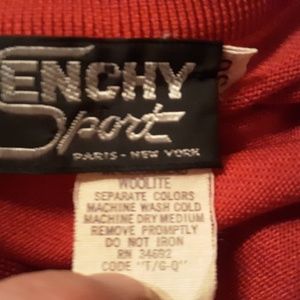 ENCHY
Sport
PARIS - NEW YORK
WOOLITE
SEPARATE COLORS
MACHINE WASH COLD
MACHINE DRY MEDIUM
REMOVE PROMPTLY
DO NOT IRON
RN 34692
CODE "T/G-Q"